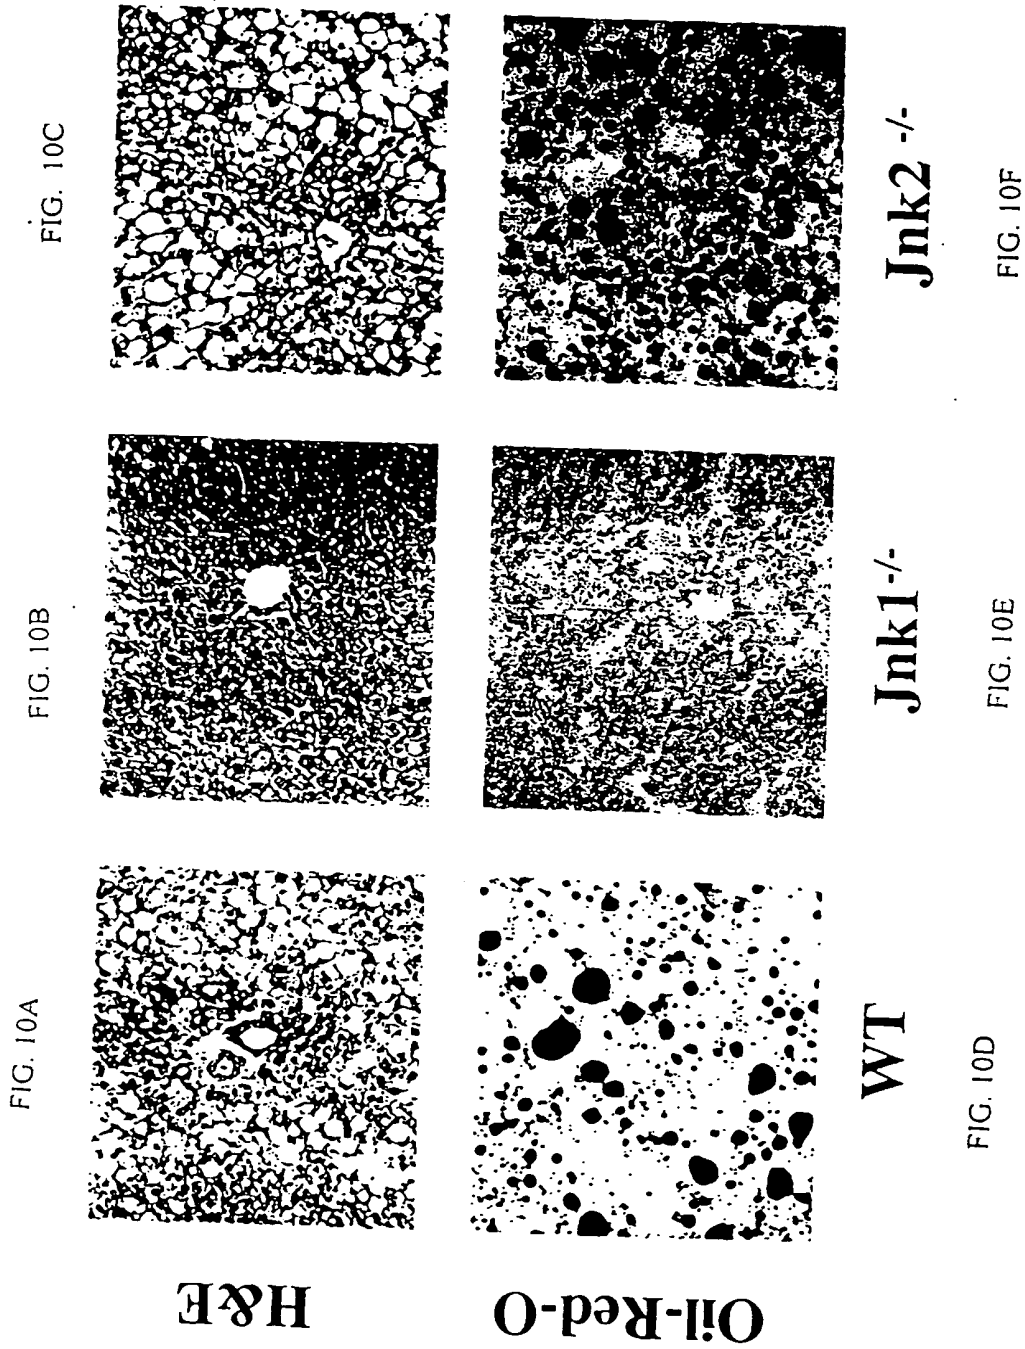 FIG. 10A
FIG. 10B
FIG. 10C
H&E
Oil-Red-O
WT
Jnk1-/-
Jnk2 -/-
FIG. 10D
FIG. 10E
FIG. 10F